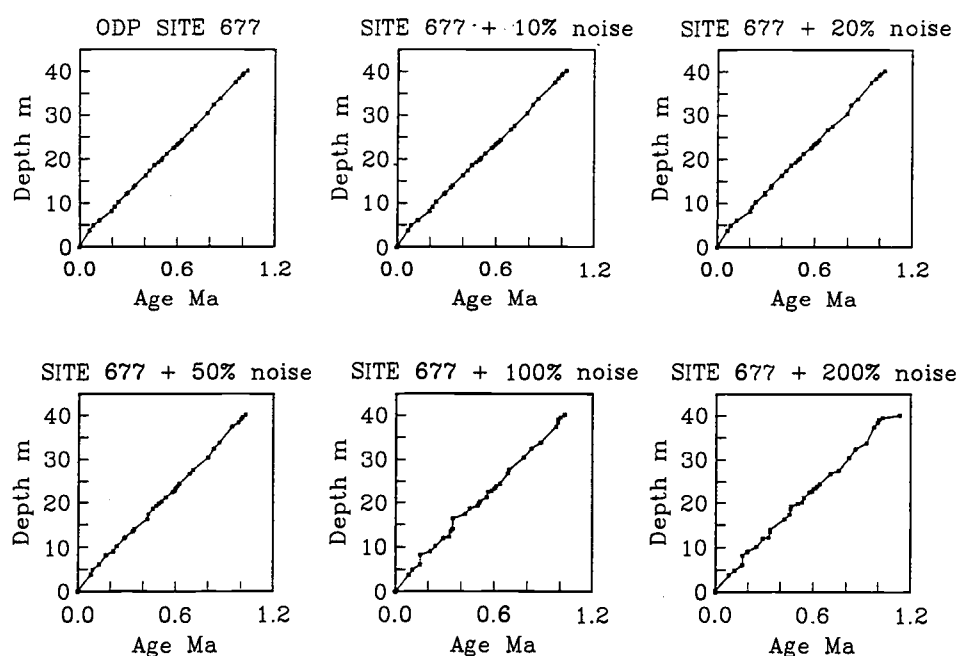 ODP SITE 677
40
30
20
10
0
Depth m
0.0 0.6 1.2
Age Ma
SITE 677 + 10% noise
40
30
20
10
0
Depth m
0.0 0.6 1.2
Age Ma
SITE 677 + 20% noise
40
30
20
10
0
Depth m
0.0 0.6 1.2
Age Ma
SITE 677 + 50% noise
40
30
20
10
0
Depth m
0.0 0.6 1.2
Age Ma
SITE 677 + 100% noise
40
30
20
10
0
Depth m
0.0 0.6 1.2
Age Ma
SITE 677 + 200% noise
40
30
20
10
0
Depth m
0.0 0.6 1.2
Age Ma